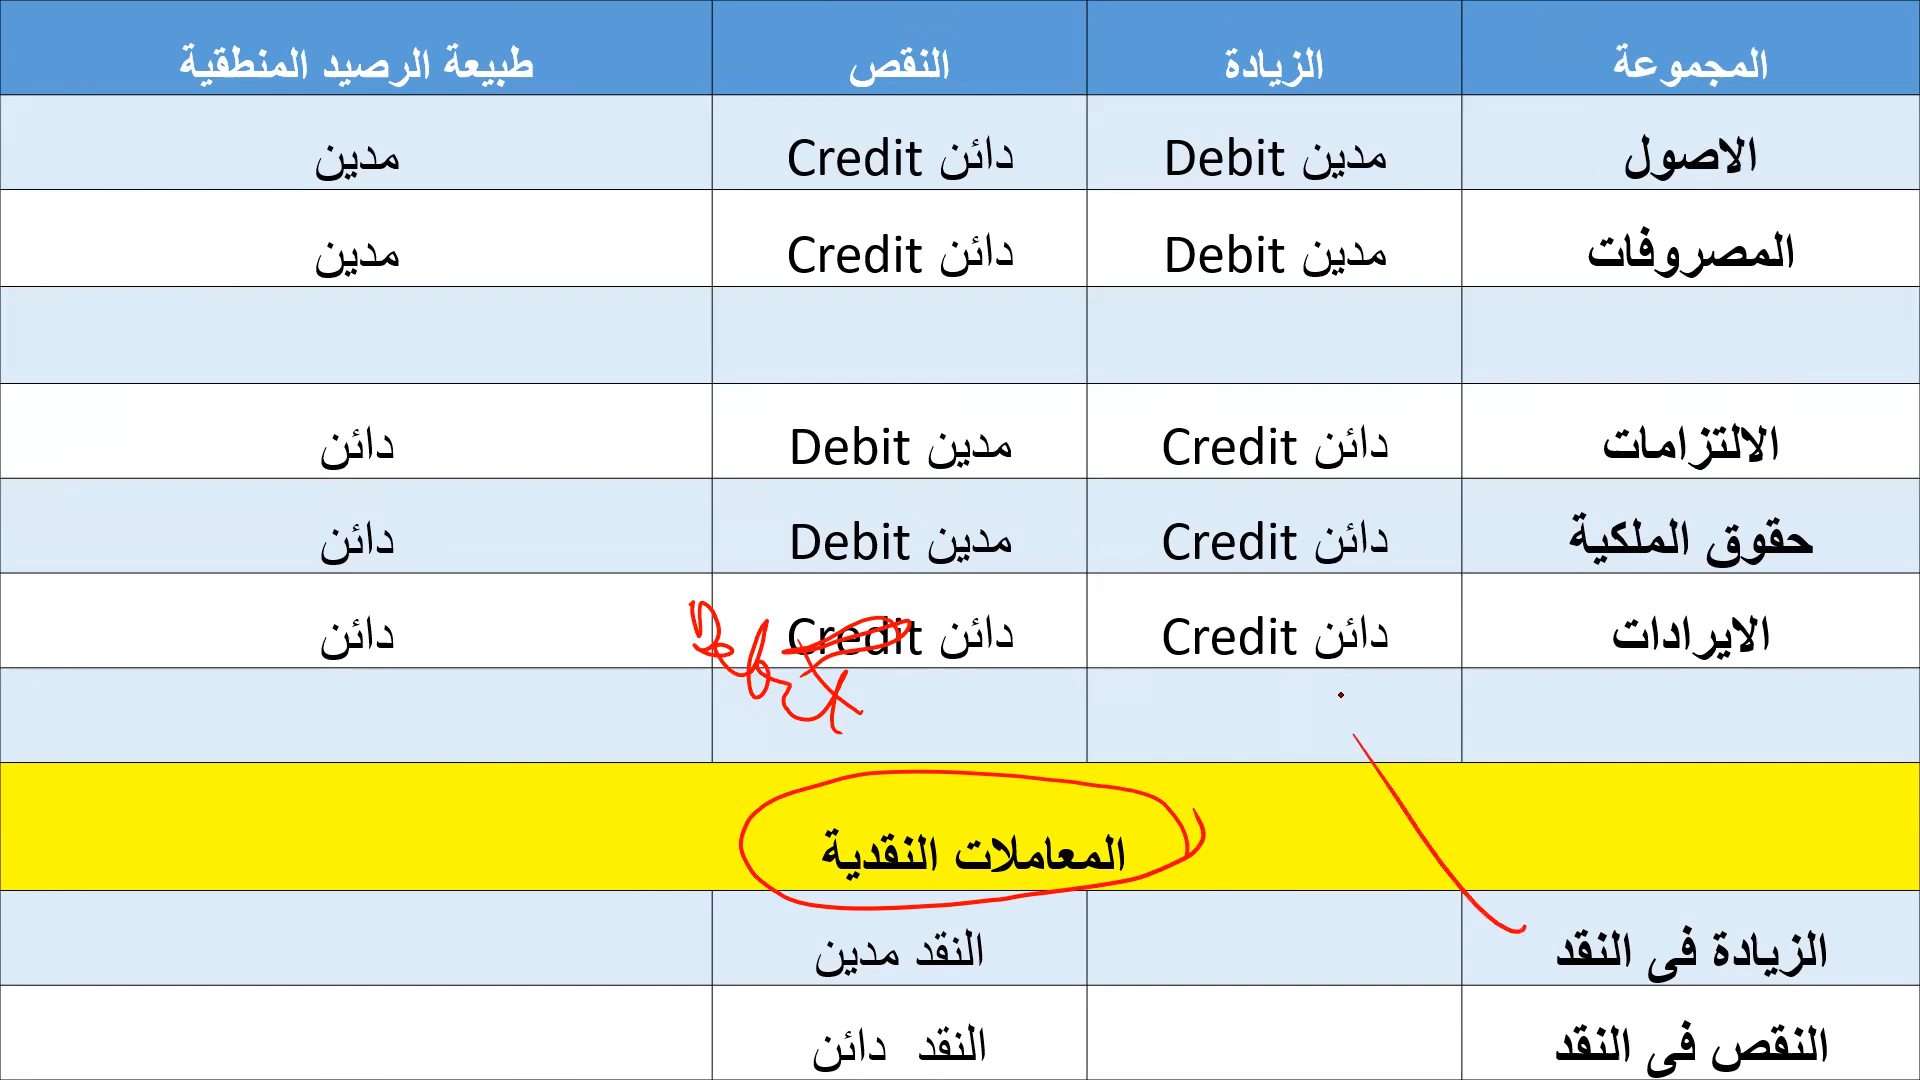 المجموعة الزيادة النقص طبيعة الرصيد المنطقية
الاصول مدين Debit دائن Credit مدين
المصروفات مدين Debit دائن Credit مدين
الالتزامات دائن Credit مدين Debit دائن
حقوق الملكية دائن Credit مدين Debit دائن
الايرادات دائن Credit دائن Credit دائن
المعاملات النقدية
الزيادة فى النقد النقد مدين
النقص فى النقد النقد دائن